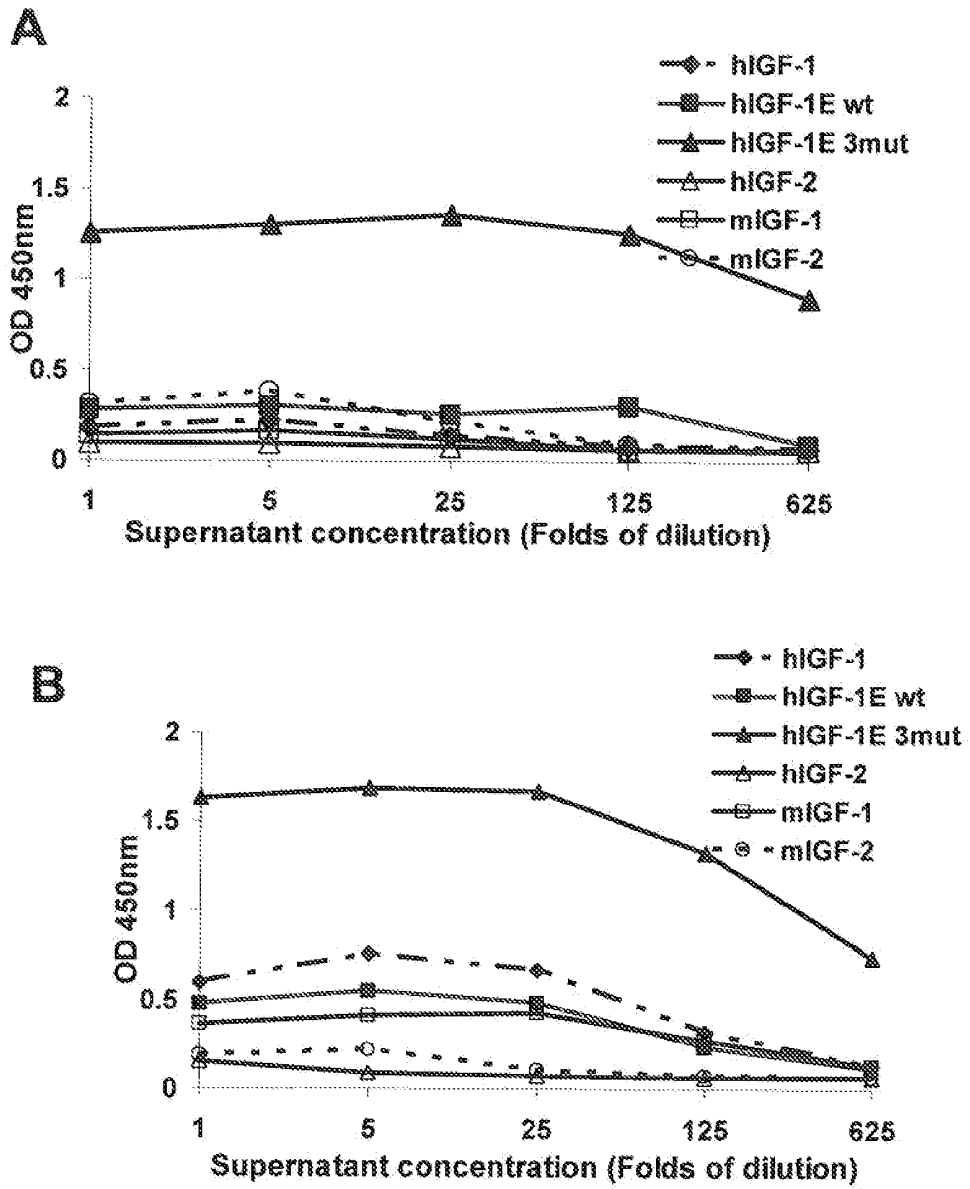 A
hIGF-1
hIGF-1E wt
hIGF-1E 3mut
hIGF-2
mIGF-1
mIGF-2
2
1.5
1
0.5
0
OD 450nm
1 5 25 125 625
Supernatant concentration (Folds of dilution)
B
hIGF-1
hIGF-1E wt
hIGF-1E 3mut
hIGF-2
mIGF-1
mIGF-2
2
1.5
1
0.5
0
OD 450nm
1 5 25 125 625
Supernatant concentration (Folds of dilution)